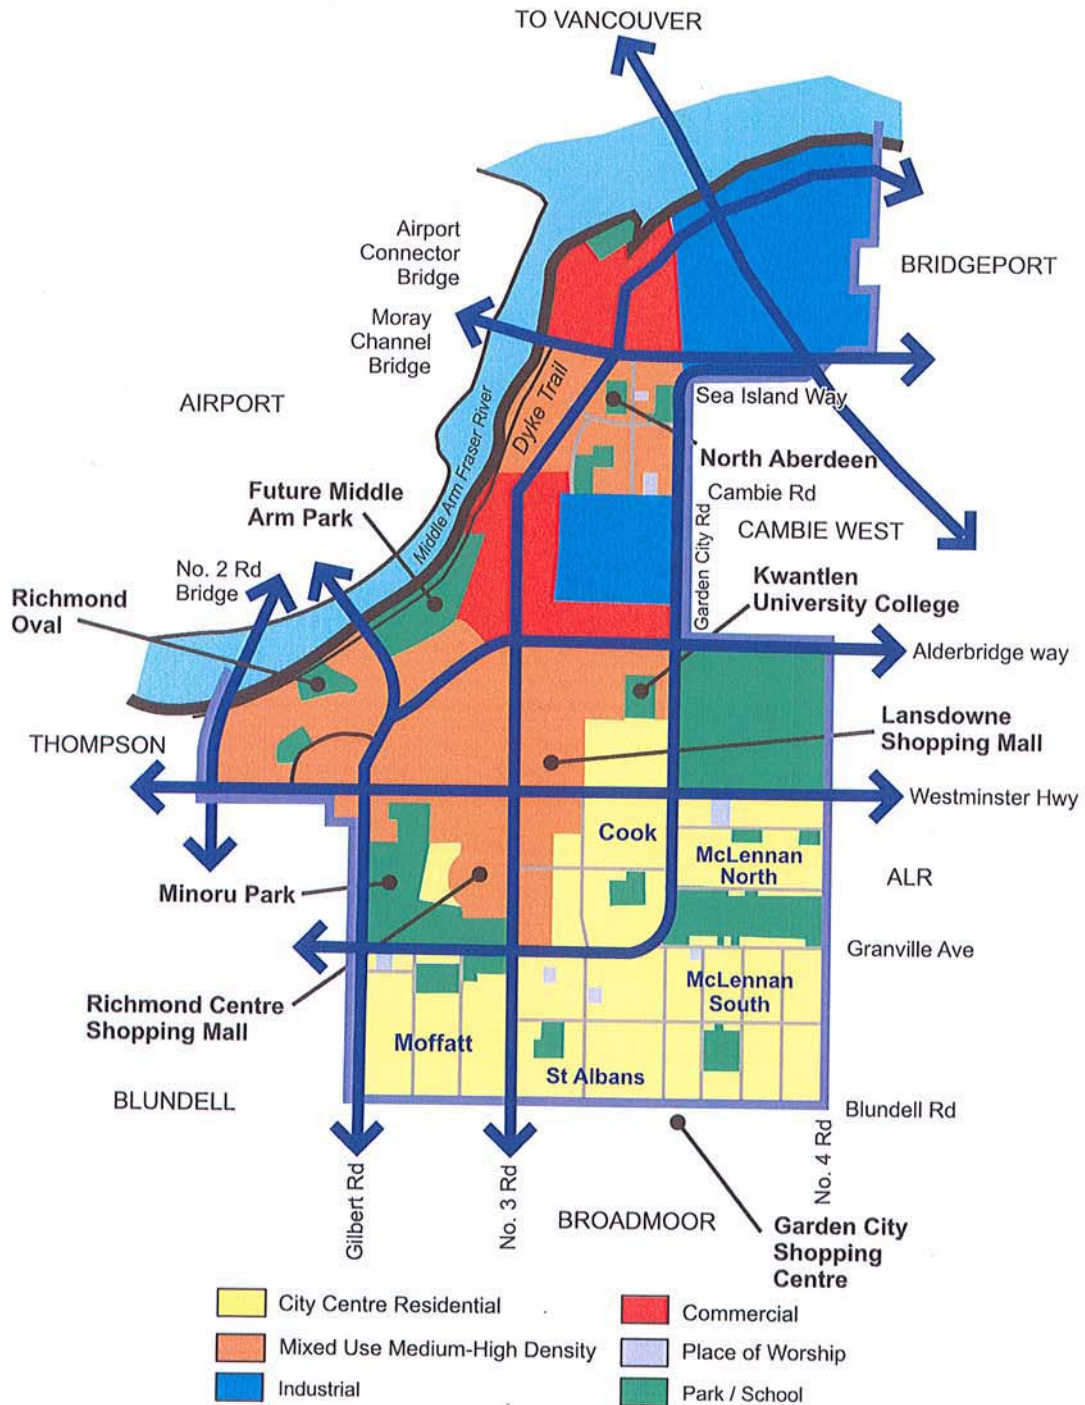 TO VANCOUVER
Airport
Connector
Bridge
BRIDGEPORT
Moray
Channel
Bridge
AIRPORT
Sea Island Way
Dyke Trail
Middle Arm Fraser River
North Aberdeen
Future Middle
Arm Park
Cambie Rd
CAMBIE WEST
Garden City Rd
No. 2 Rd
Bridge
Richmond
Oval
Kwantlen
University College
Alderbridge way
THOMPSON
Lansdowne
Shopping Mall
Westminster Hwy
Cook
McLennan
North
ALR
Minoru Park
Granville Ave
Richmond Centre
Shopping Mall
McLennan
South
Moffatt
St Albans
BLUNDELL
Blundell Rd
Gilbert Rd
No. 3 Rd
No. 4 Rd
BROADMOOR
Garden City
Shopping
Centre
City Centre Residential
Mixed Use Medium-High Density
Industrial
Commercial
Place of Worship
Park / School